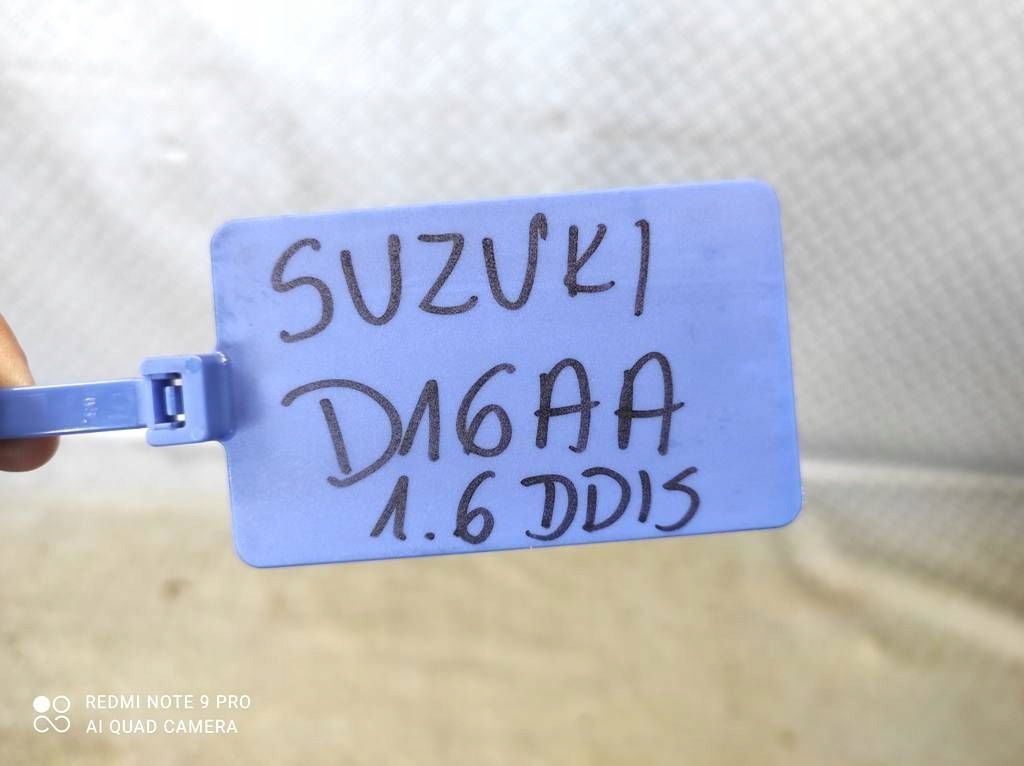 SUZUKI
D16AA
1.6 DDIS
REDMI NOTE 9 PRO
AI QUAD CAMERA